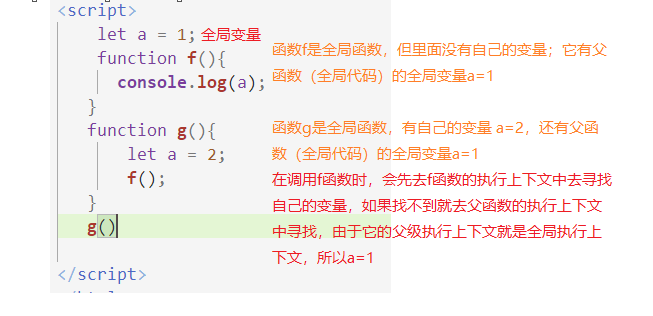 <script>
let a = 1; 全局变量
function f(){
console.log(a);
}
function g(){
let a = 2;
f();
}
g()
</script>
函数f是全局函数，但里面没有自己的变量；它有父
函数（全局代码）的全局变量a=1
函数g是全局函数，有自己的变量 a=2，还有父函
数（全局代码）的全局变量a=1
在调用f函数时，会先去f函数的执行上下文中去寻找
自己的变量，如果找不到就去父函数的执行上下文
中寻找，由于它的父级执行上下文就是全局执行上
下文，所以a=1